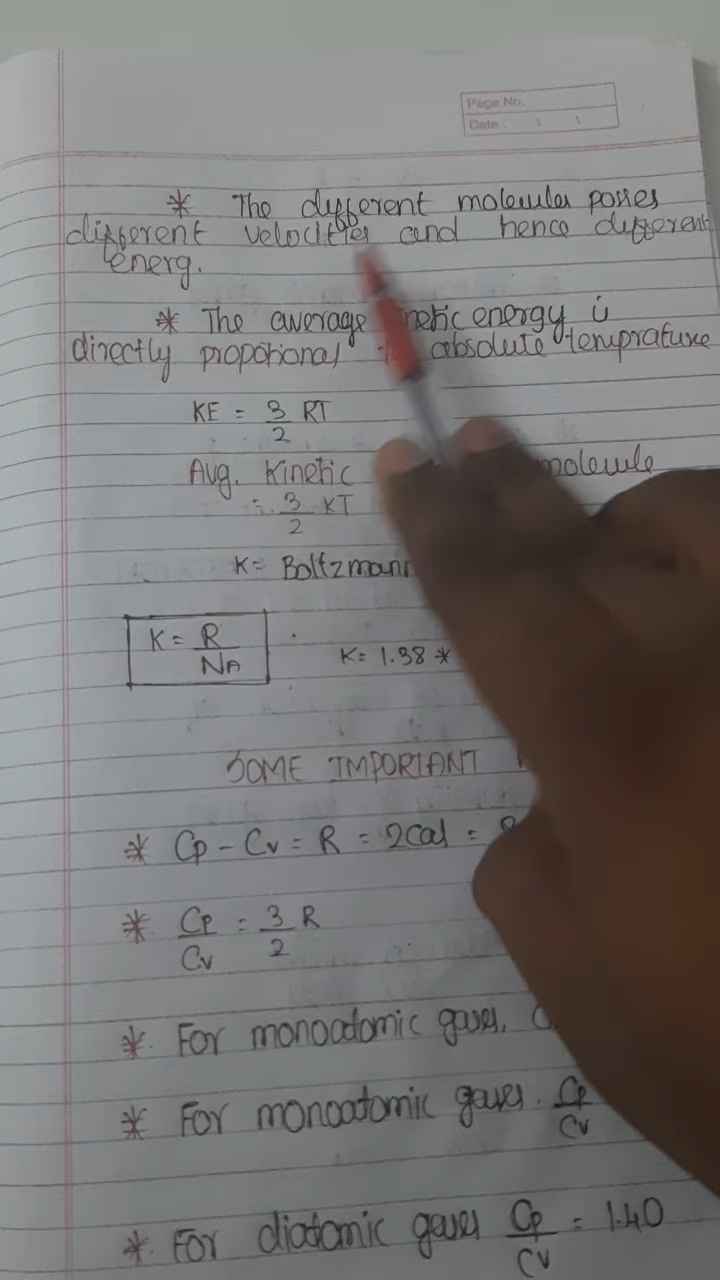 Page No.
Date
* The different molecules posses
different velocities and hence different
energ.
* The average kinetic energy is
directly propotional absolute temprature
KE = 3/2 RT
Avg. Kinetic molecule
= 3/2 KT
K = Boltzmann
K = R/NA
K = 1.38 *
SOME IMPORTANT
* Cp - Cv = R = 2Cal =
* Cp/Cv = 3/2 R
* For monoatomic gases.
* For monoatomic gases. Cp/Cv
* For diatomic gases Cp/Cv = 1.40